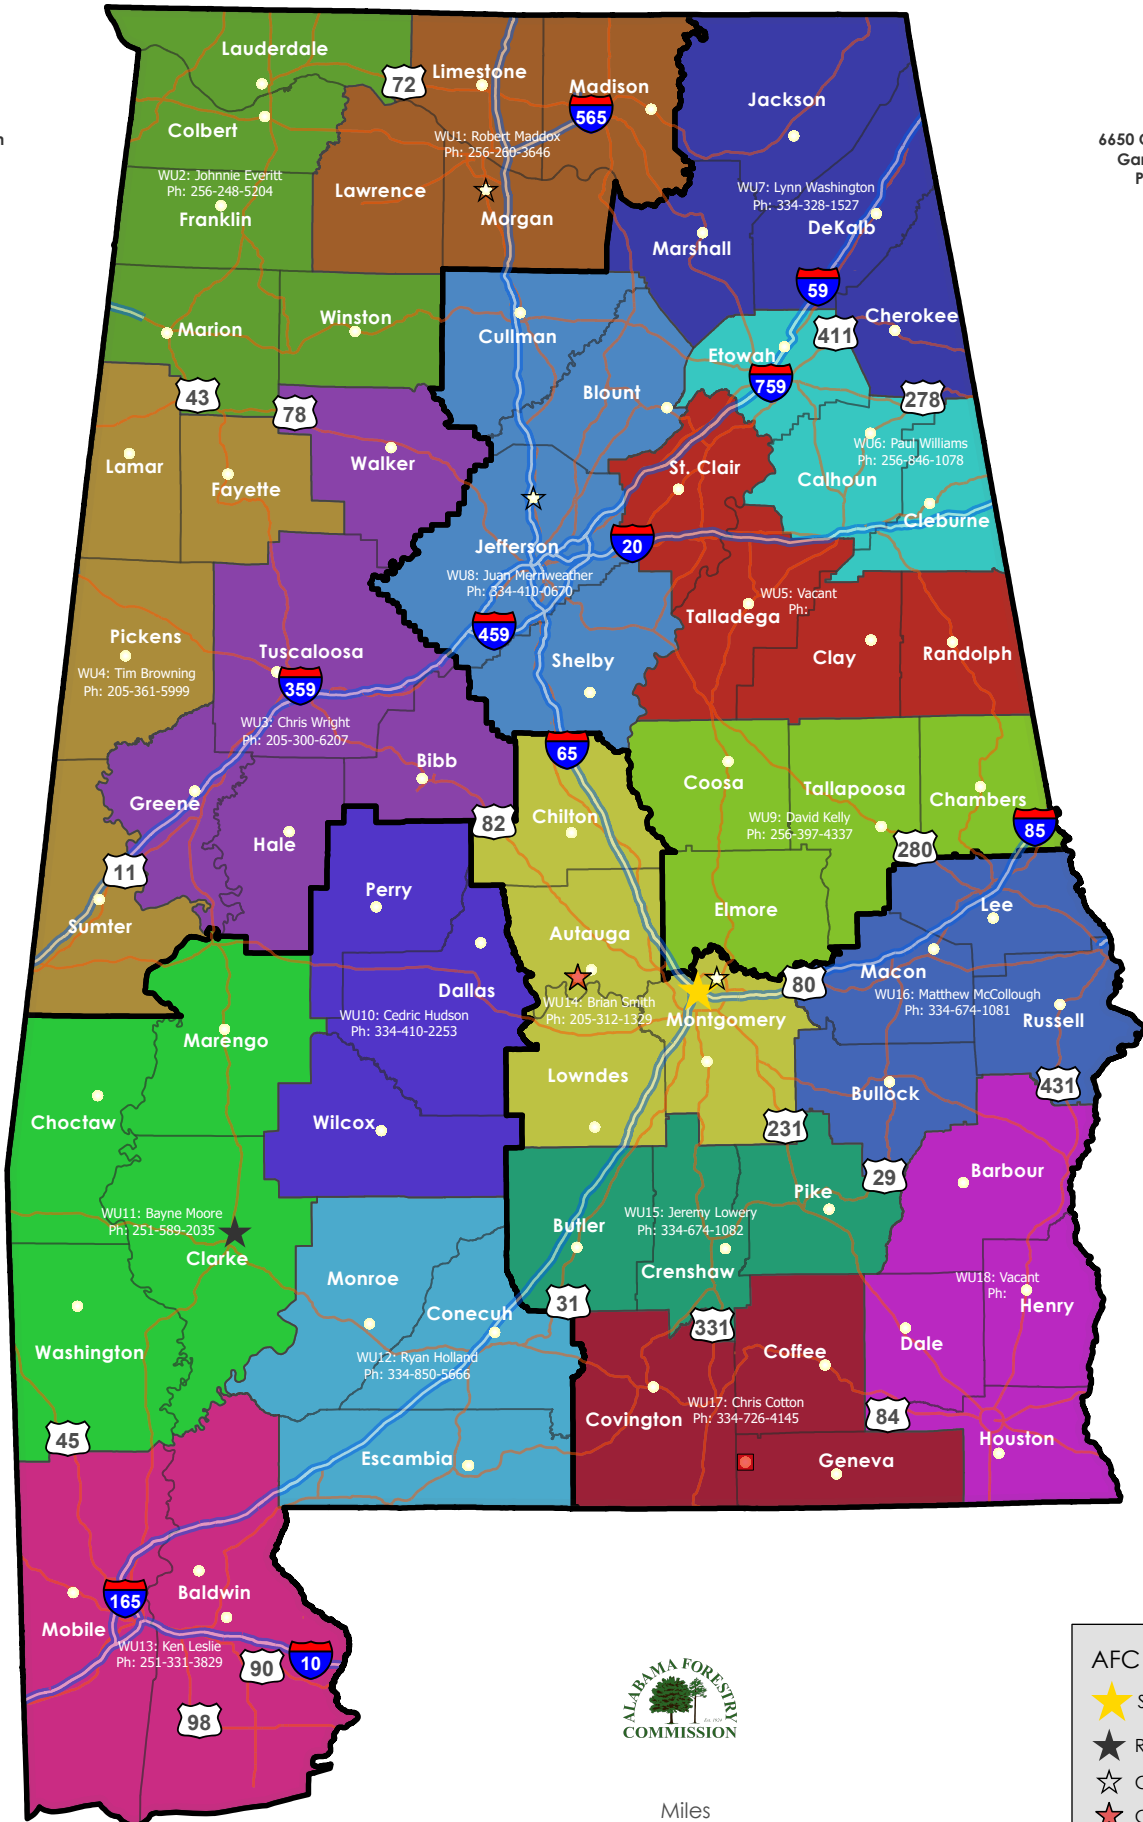 Lauderdale
72
Limestone
Madison
565
Jackson
Colbert
WU1: Robert Maddox
Ph: 256-260-3646
6650
Ga
P
WU2: Johnnie Everitt
Ph: 256-248-5204
Franklin
Lawrence
Morgan
WU7: Lynn Washington
Ph: 334-328-1527
DeKalb
Marshall
59
Marion
Winston
Cullman
Cherokee
411
Etowah
759
43
78
Blount
278
Lamar
Fayette
Walker
St. Clair
WU6: Paul Williams
Ph: 256-846-1078
Calhoun
Cleburne
Jefferson
20
WU8: Juan Merriweather
Ph: 334-410-0670
WU5: Vacant
Ph:
Talladega
459
Pickens
WU4: Tim Browning
Ph: 205-361-5999
Tuscaloosa
359
Shelby
Clay
Randolph
WU3: Chris Wright
Ph: 205-300-6207
65
Bibb
Coosa
Tallapoosa
Chambers
Greene
82
Chilton
WU9: David Kelly
Ph: 256-397-4337
280
85
Hale
11
Perry
Elmore
Lee
Sumter
Autauga
Dallas
80
Macon
WU10: Cedric Hudson
Ph: 334-410-2253
WU14: Brian Smith
Ph: 205-312-1329
Montgomery
WU16: Matthew McCollough
Ph: 334-674-1081
Russell
Marengo
Lowndes
Bullock
431
Choctaw
Wilcox
231
29
Barbour
WU11: Bayne Moore
Ph: 251-589-2035
Clarke
Butler
WU15: Jeremy Lowery
Ph: 334-674-1082
Pike
Crenshaw
Monroe
Conecuh
31
331
WU18: Vacant
Ph:
Henry
Washington
WU12: Ryan Holland
Ph: 334-850-5666
Coffee
Dale
WU17: Chris Cotton
Ph: 334-726-4145
Covington
84
45
Escambia
Geneva
Houston
165
Baldwin
Mobile
WU13: Ken Leslie
Ph: 251-331-3829
90
10
98
ALABAMA FORESTRY
COMMISSION
AFC
S
R
Miles